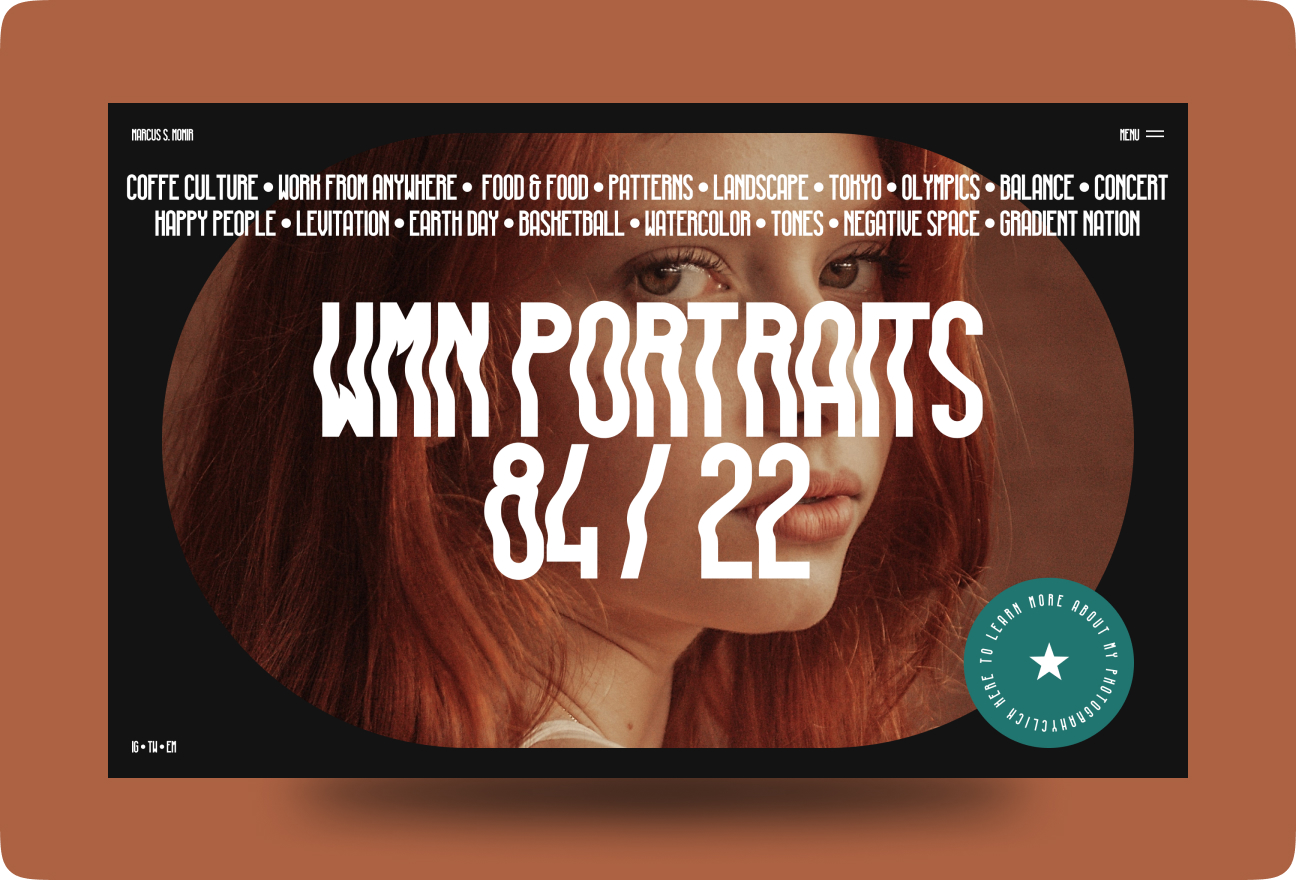 MARCUS S. MOMIR
MENU
COFFE CULTURE • WORK FROM ANYWHERE • FOOD & FOOD • PATTERNS • LANDSCAPE • TOKYO • OLYMPICS • BALANCE • CONCERT
HAPPY PEOPLE • LEVITATION • EARTH DAY • BASKETBALL • WATERCOLOR • TONES • NEGATIVE SPACE • GRADIENT NATION
WMN PORTRAITS
84 / 22
CLICK HERE TO LEARN MORE ABOUT MY PHOTOGRAHY
IG • TW • EM